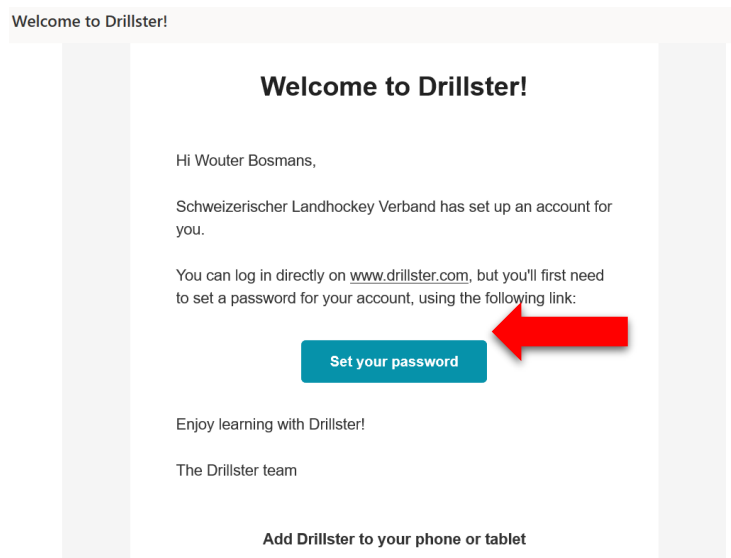 Welcome to Drillster!
Welcome to Drillster!
Hi Wouter Bosmans,
Schweizerischer Landhockey Verband has set up an account for
you.
You can log in directly on www.drillster.com, but you'll first need
to set a password for your account, using the following link:
Set your password
Enjoy learning with Drillster!
The Drillster team
Add Drillster to your phone or tablet